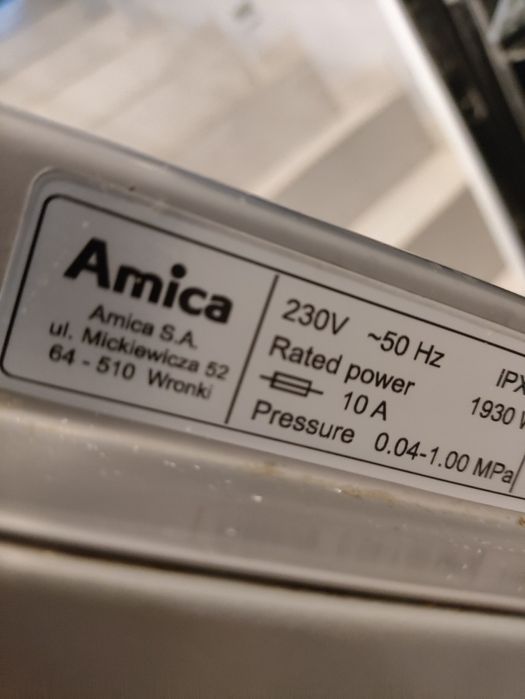 Amica
Amica S.A.
ul. Mickiewicza 52
64 - 510 Wronki
230V ~50 Hz IPX
Rated power 1930 W
10 A
Pressure 0.04-1.00 MPa